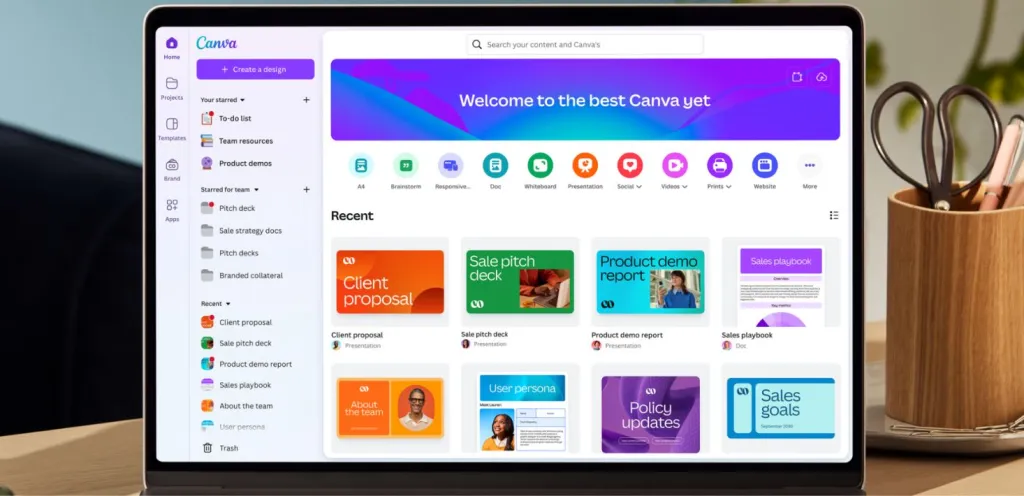 Home
Projects
Templates
Brand
Apps
Canva
+ Create a design
Your starred
To-do list
Team resources
Product demos
Starred for team
Pitch deck
Sale strategy docs
Pitch decks
Branded collateral
Recent
Client proposal
Sale pitch deck
Product demo report
Sales playbook
About the team
User persona
Trash
Search your content and Canva's
Welcome to the best Canva yet
A4
Brainstorm
Responsive...
Doc
Whiteboard
Presentation
Social
Videos
Prints
Website
More
Recent
Client
proposal
Client proposal
Presentation
Sale pitch
deck
Sale pitch deck
Presentation
Product demo
report
Product demo report
Presentation
Sales playbook
Sales playbook
Doc
About
the team
User persona
Policy
updates
Sales
goals